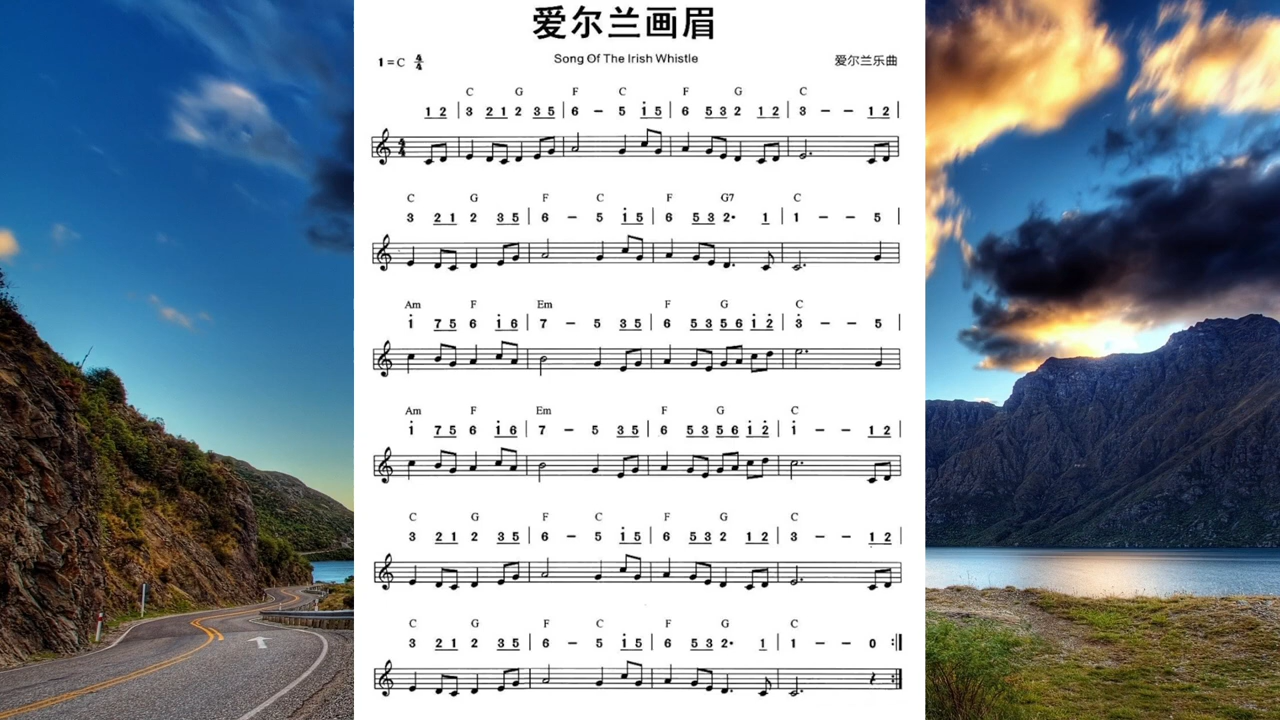 爱尔兰画眉
1 = C 4/4 Song Of The Irish Whistle 爱尔兰乐曲
C G F C F G C
1 2 | 3 2 1 2 3 5 | 6 – 5 i 5 | 6 5 3 2 1 2 | 3 – – 1 2 |
4/4
C G F C F G7 C
3 2 1 2 3 5 | 6 – 5 i 5 | 6 5 3 2· 1 | 1 – – 5 |
Am F Em F G C
i 7 5 6 i 6 | 7 – 5 3 5 | 6 5 3 5 6 i 2̇ | 3̇ – – 5 |
Am F Em F G C
i 7 5 6 i 6 | 7 – 5 3 5 | 6 5 3 5 6 i 2̇ | i – – 1 2 |
C G F C F G C
3 2 1 2 3 5 | 6 – 5 i 5 | 6 5 3 2 1 2 | 3 – – 1 2 |
C G F C F G C
3 2 1 2 3 5 | 6 – 5 i 5 | 6 5 3 2· 1 | 1 – – 0 :||